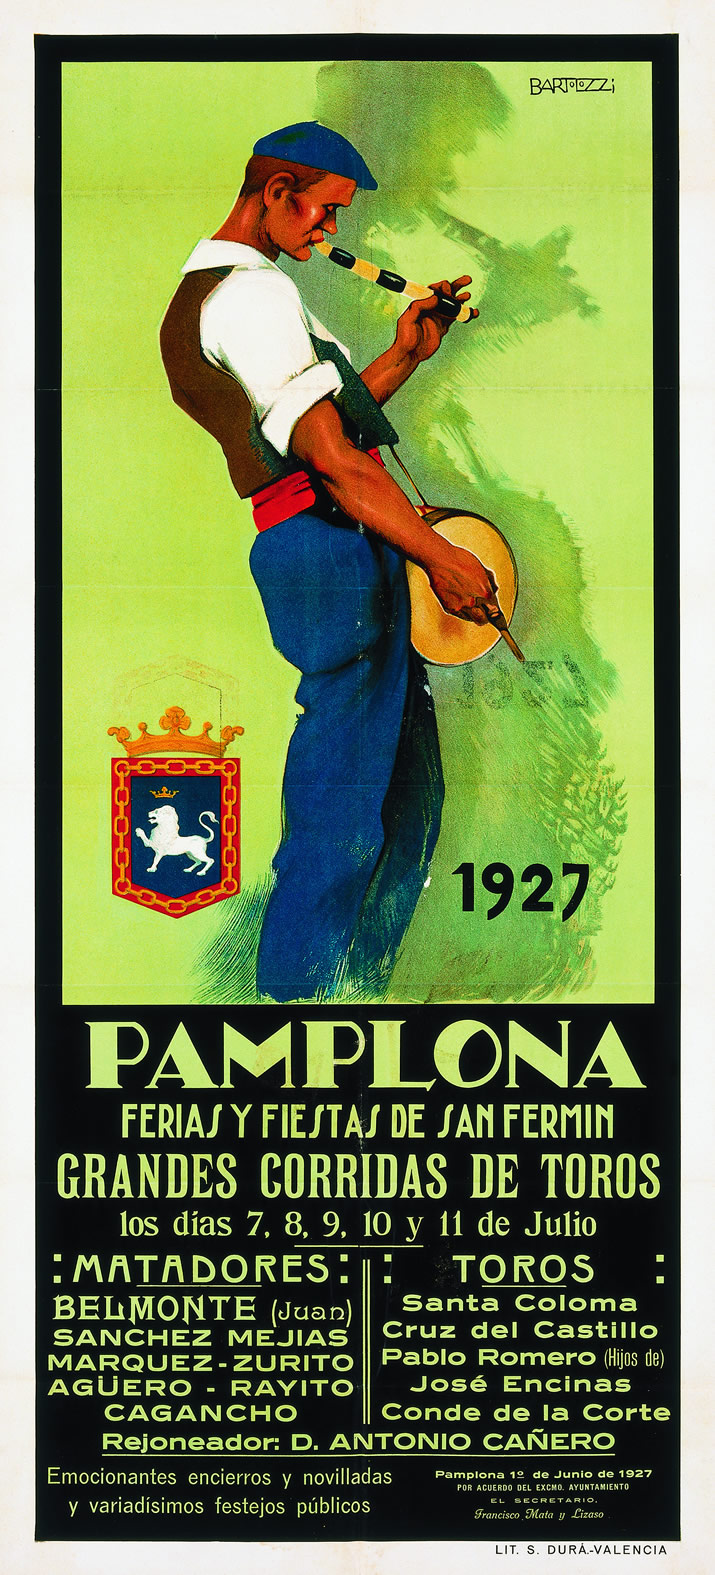 BARTOLOZZI
1927
PAMPLONA
FERIAS Y FIESTAS DE SAN FERMIN
GRANDES CORRIDAS DE TOROS
los días 7, 8, 9, 10 y 11 de Julio
: MATADORES :
BELMONTE (Juan)
SANCHEZ MEJIAS
MARQUEZ-ZURITO
AGÜERO - RAYITO
CAGANCHO
: TOROS :
Santa Coloma
Cruz del Castillo
Pablo Romero (Hijos de)
José Encinas
Conde de la Corte
Rejoneador: D. ANTONIO CAÑERO
Emocionantes encierros y novilladas
y variadísimos festejos públicos
Pamplona 1º de Junio de 1927
POR ACUERDO DEL EXCMO. AYUNTAMIENTO
EL SECRETARIO,
Francisco Mata y Lizaso
LIT. S. DURÁ.-VALENCIA